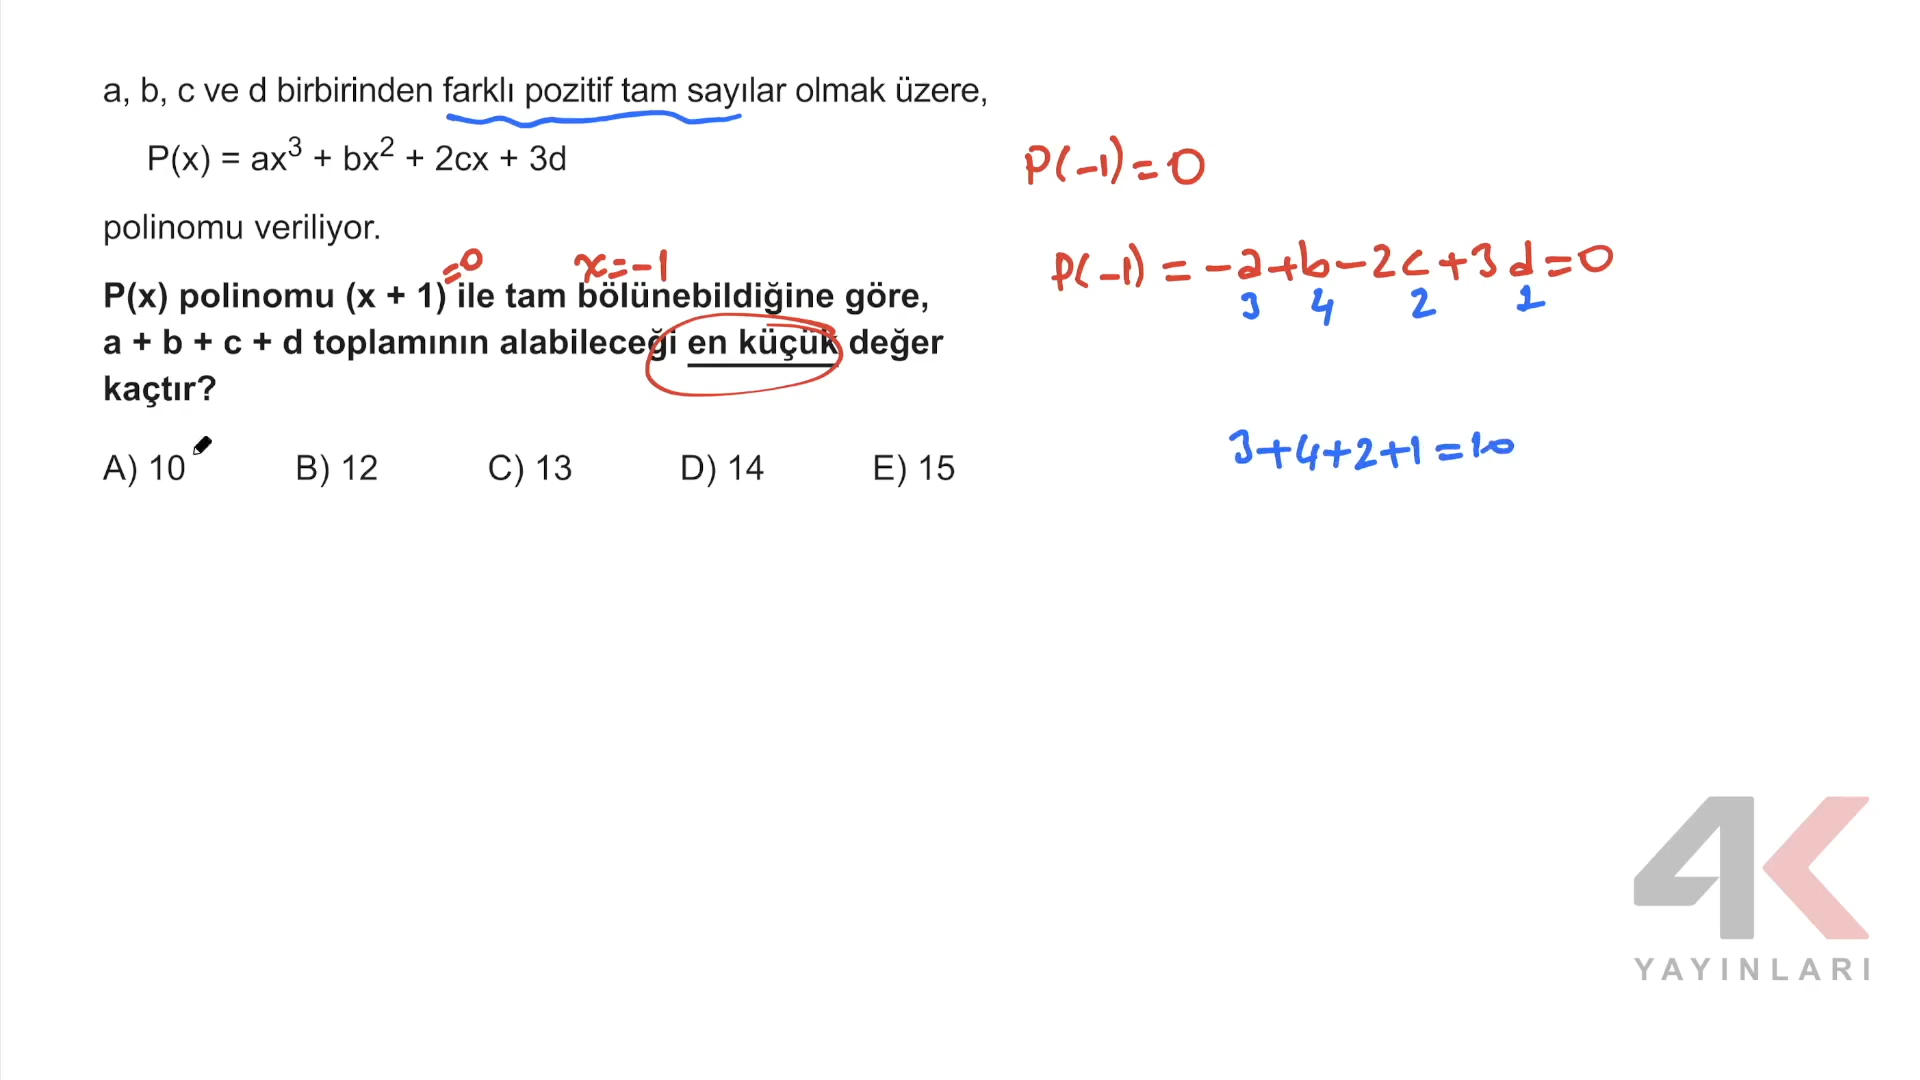 a, b, c ve d birbirinden farklı pozitif tam sayılar olmak üzere,
P(x) = ax³ + bx² + 2cx + 3d
polinomu veriliyor.
=0 x=-1
P(x) polinomu (x + 1) ile tam bölünebildiğine göre,
a + b + c + d toplamının alabileceği en küçük değer
kaçtır?
A) 10 B) 12 C) 13 D) 14 E) 15
P(-1)=0
P(-1) = -a+b-2c+3d=0
3 4 2 1
3+4+2+1=10
4K
YAYINLARI